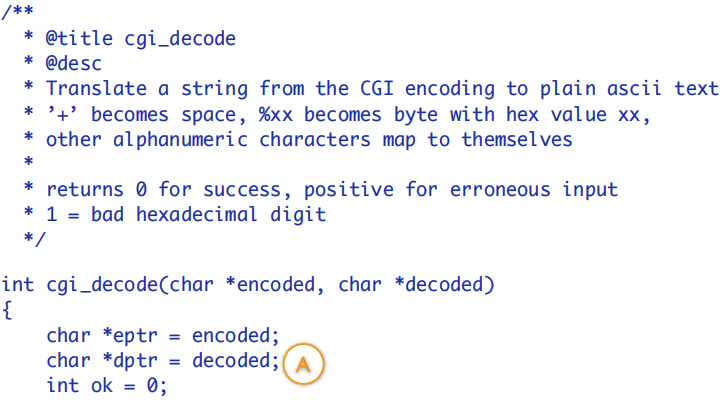 /**
  * @title cgi_decode
  * @desc
  * Translate a string from the CGI encoding to plain ascii text
  * ’+’ becomes space, %xx becomes byte with hex value xx,
  * other alphanumeric characters map to themselves
  *
  * returns 0 for success, positive for erroneous input
  * 1 = bad hexadecimal digit
  */
int cgi_decode(char *encoded, char *decoded)
{
    char *eptr = encoded;
    char *dptr = decoded; A
    int ok = 0;